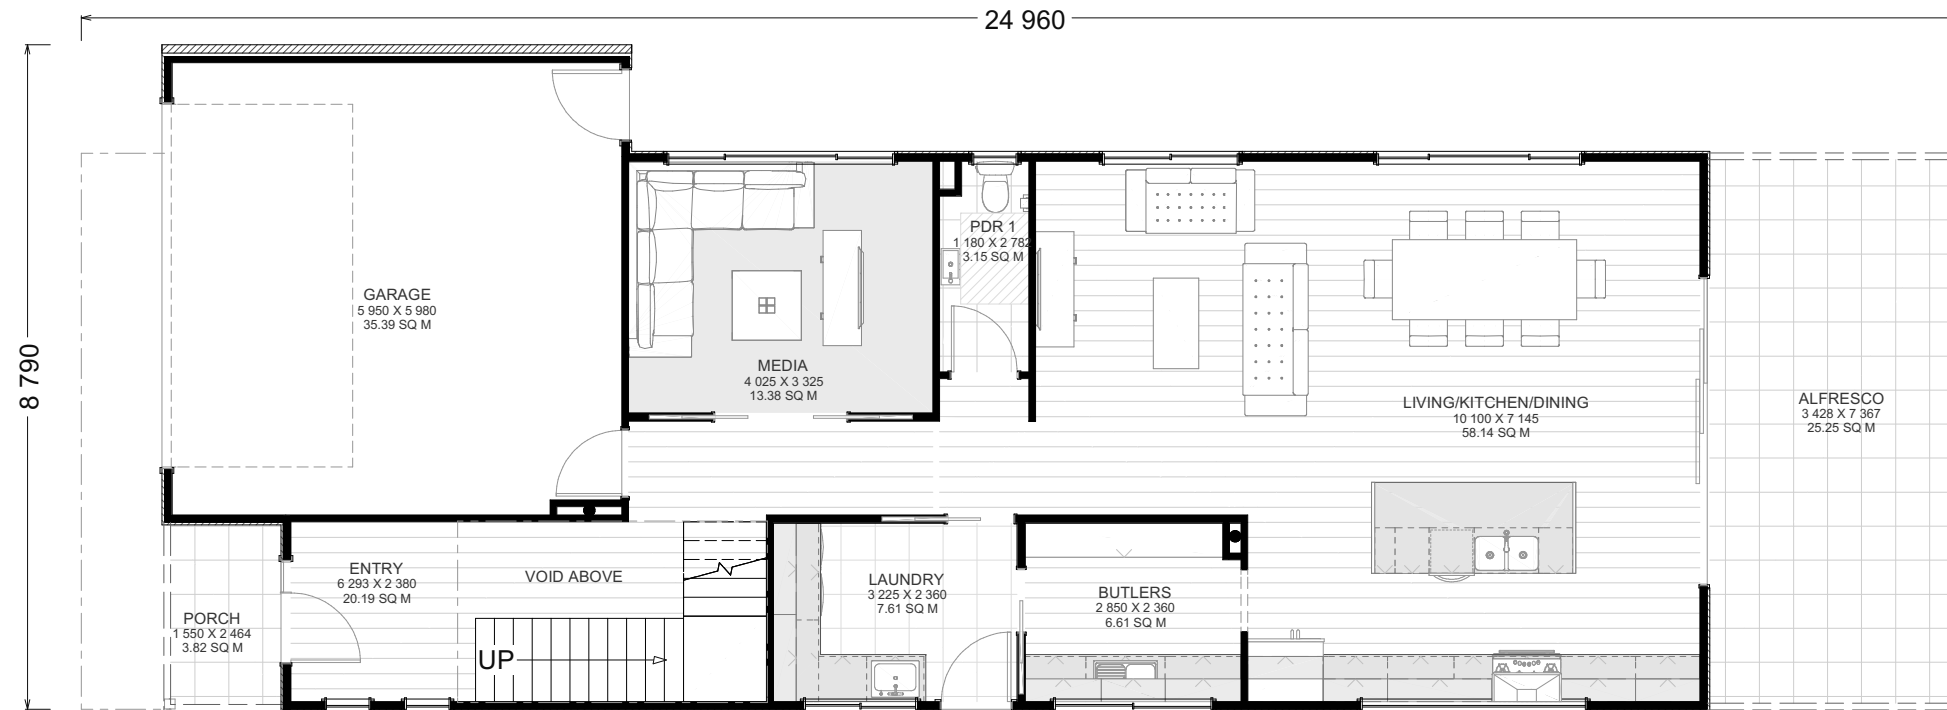 24 960
8 790
GARAGE
5 950 X 5 980
35.39 SQ M
MEDIA
4 025 X 3 325
13.38 SQ M
PDR 1
1 180 X 2 782
3.15 SQ M
LIVING/KITCHEN/DINING
10 100 X 7 145
58.14 SQ M
ALFRESCO
3 428 X 7 367
25.25 SQ M
PORCH
1 550 X 2 464
3.82 SQ M
ENTRY
6 293 X 2 380
20.19 SQ M
VOID ABOVE
UP
LAUNDRY
3 225 X 2 360
7.61 SQ M
BUTLERS
2 850 X 2 360
6.61 SQ M